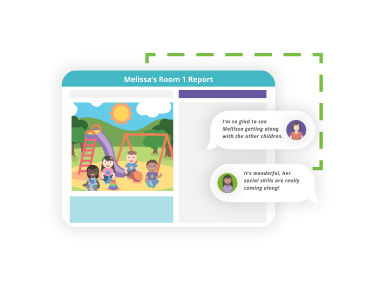 Melissa's Room 1 Report
I'm so glad to see
Mellissa getting along
with the other children.
It's wonderful, her
social skills are really
coming along!